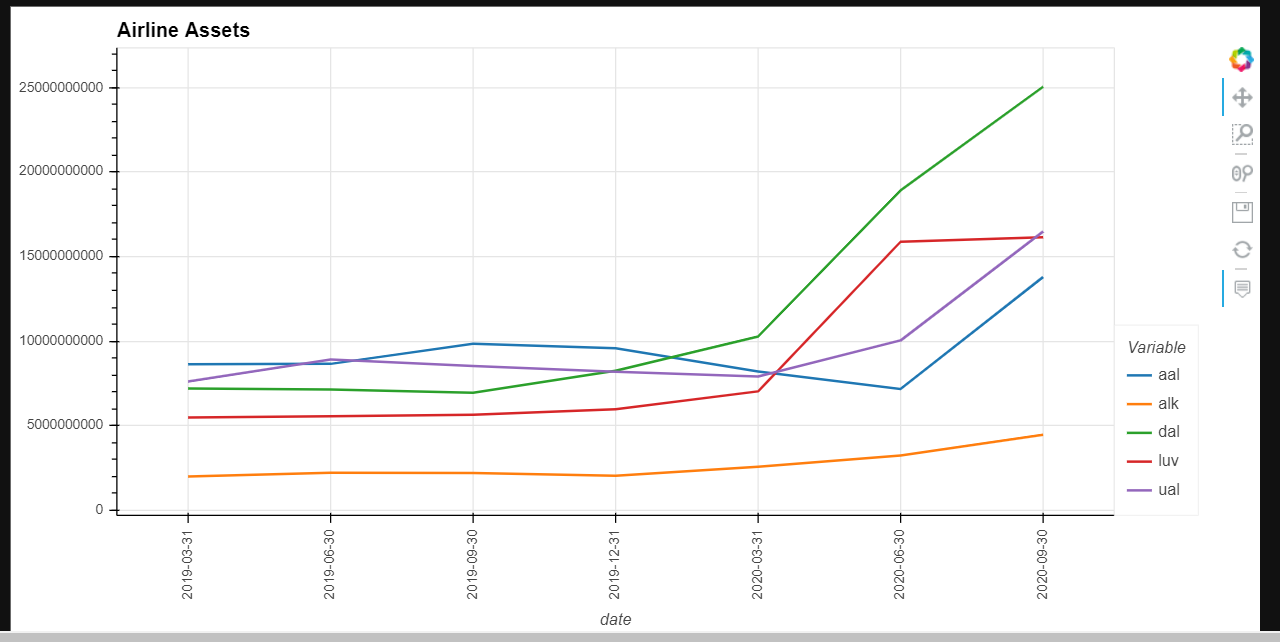 Airline Assets
25000000000
20000000000
15000000000
10000000000
5000000000
0
2019-03-31
2019-06-30
2019-09-30
2019-12-31
2020-03-31
2020-06-30
2020-09-30
date
Variable
aal
alk
dal
luv
ual